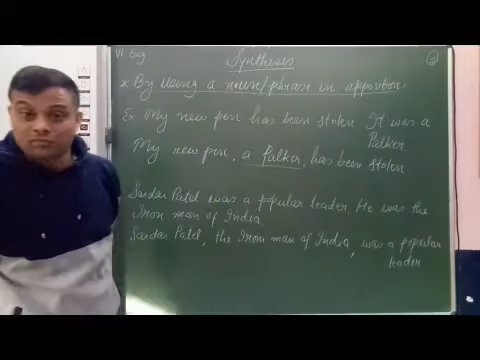 VI Eng
Synthesis
* By using a noun/phrase in apposition.
Ex My new pen has been stolen. It was a
Parker.
My new pen, a Parker, has been stolen
Sardar Patel was a popular leader. He was the
Iron man of India
Sardar Patel, the Iron man of India, was a popular
leader